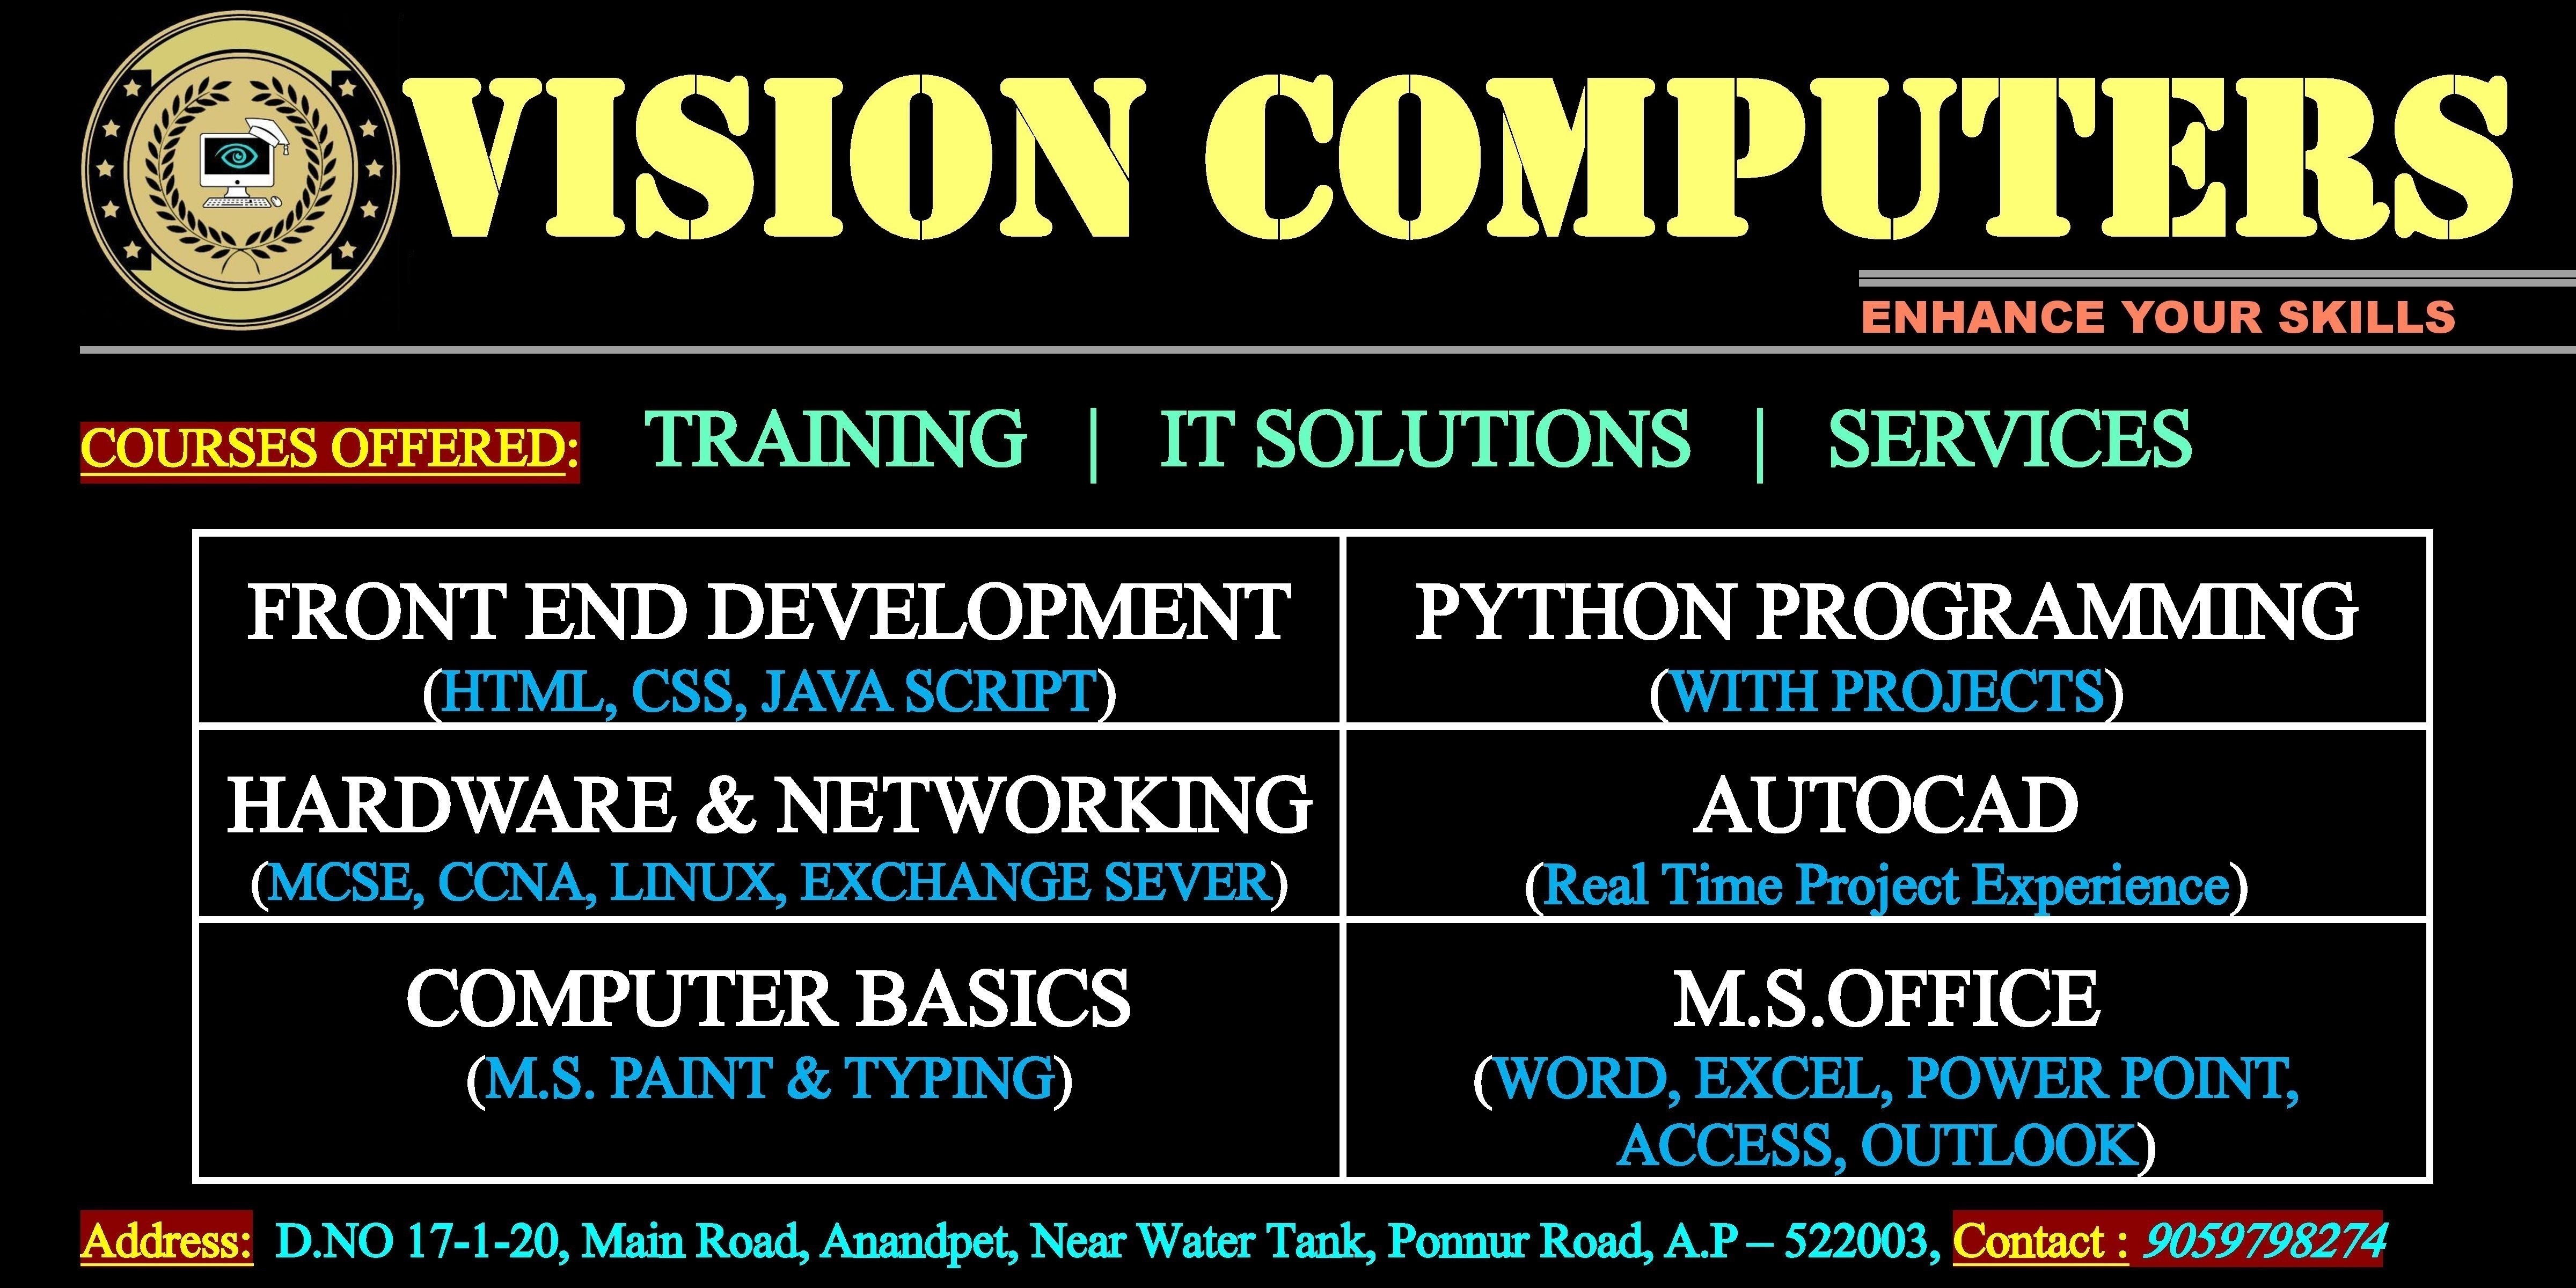 VISION COMPUTERS
ENHANCE YOUR SKILLS
COURSES OFFERED: TRAINING | IT SOLUTIONS | SERVICES
FRONT END DEVELOPMENT
(HTML, CSS, JAVA SCRIPT)
PYTHON PROGRAMMING
(WITH PROJECTS)
HARDWARE & NETWORKING
(MCSE, CCNA, LINUX, EXCHANGE SEVER)
AUTOCAD
(Real Time Project Experience)
COMPUTER BASICS
(M.S. PAINT & TYPING)
M.S.OFFICE
(WORD, EXCEL, POWER POINT,
ACCESS, OUTLOOK)
Address: D.NO 17-1-20, Main Road, Anandpet, Near Water Tank, Ponnur Road, A.P – 522003, Contact : 9059798274